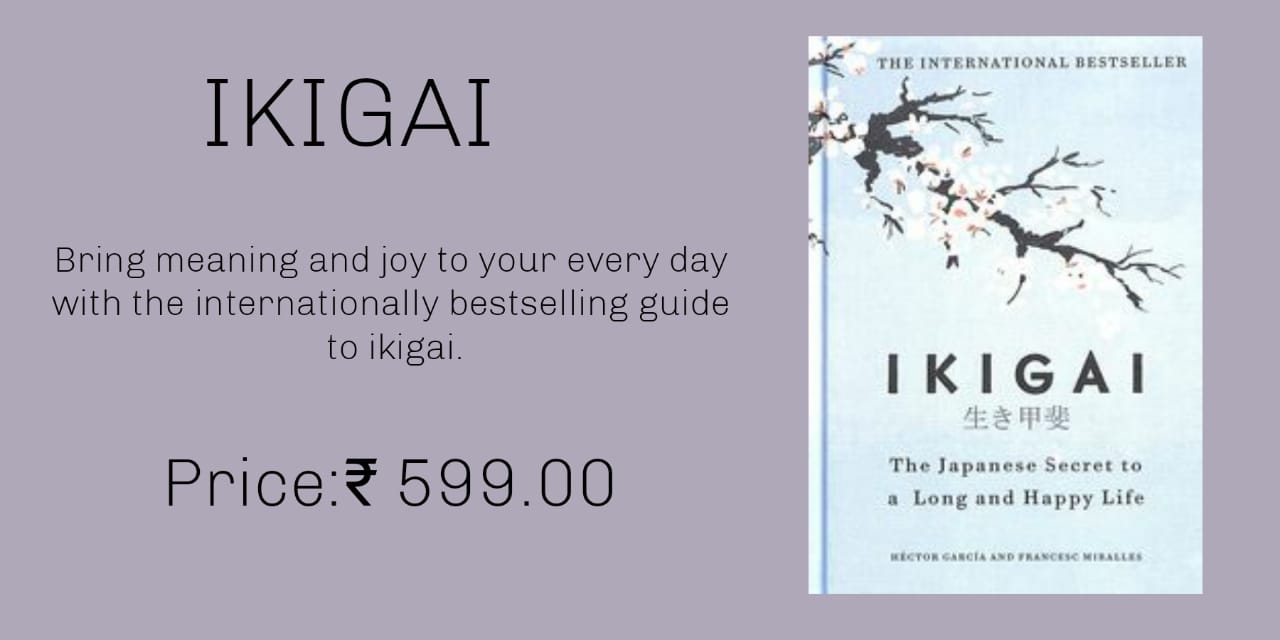 IKIGAI
Bring meaning and joy to your every day
with the internationally bestselling guide
to ikigai.
Price:₹ 599.00
THE INTERNATIONAL BESTSELLER
IKIGAI
生き甲斐
The Japanese Secret to
a Long and Happy Life
HÉCTOR GARCÍA AND FRANCESC MIRALLES